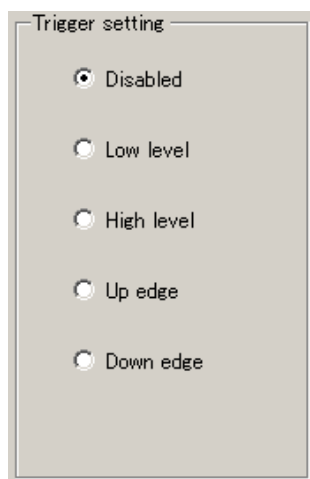 Trigger setting
Disabled
Low level
High level
Up edge
Down edge